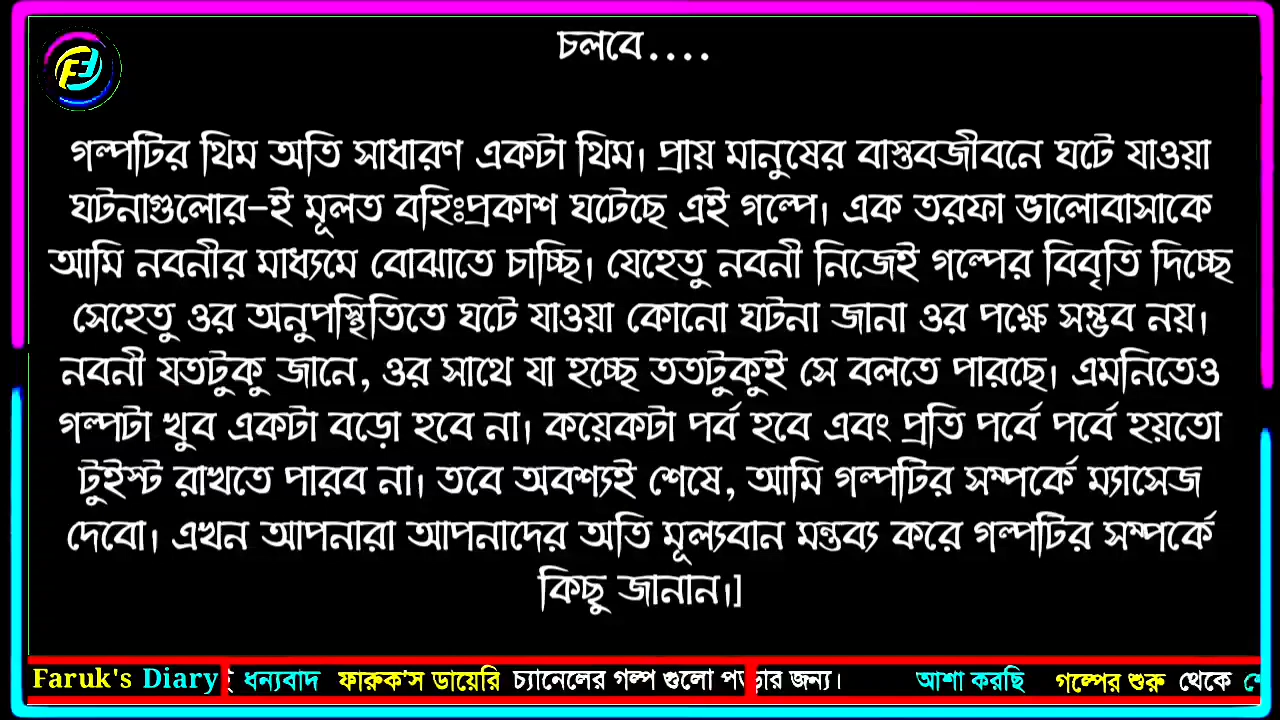 চলবে....
গল্পটির থিম অতি সাধারণ একটা থিম। প্রায় মানুষের বাস্তবজীবনে ঘটে যাওয়া
ঘটনাগুলোর-ই মূলত বহিঃপ্রকাশ ঘটেছে এই গল্পে। এক তরফা ভালোবাসাকে
আমি নবনীর মাধ্যমে বোঝাতে চাচ্ছি। যেহেতু নবনী নিজেই গল্পের বিবৃতি দিচ্ছে
সেহেতু ওর অনুপস্থিতিতে ঘটে যাওয়া কোনো ঘটনা জানা ওর পক্ষে সম্ভব নয়।
নবনী যতটুকু জানে, ওর সাথে যা হচ্ছে ততটুকুই সে বলতে পারছে। এমনিতেও
গল্পটা খুব একটা বড়ো হবে না। কয়েকটা পর্ব হবে এবং প্রতি পর্বে পর্বে হয়তো
টুইস্ট রাখতে পারব না। তবে অবশ্যই শেষে, আমি গল্পটির সম্পর্কে ম্যাসেজ
দেবো। এখন আপনারা আপনাদের অতি মূল্যবান মন্তব্য করে গল্পটির সম্পর্কে
কিছু জানান।]
Faruk's Diary ধন্যবাদ ফারুক'স ডায়েরি চ্যানেলের গল্প গুলো পড়ার জন্য। আশা করছি গল্পের শুরু থেকে